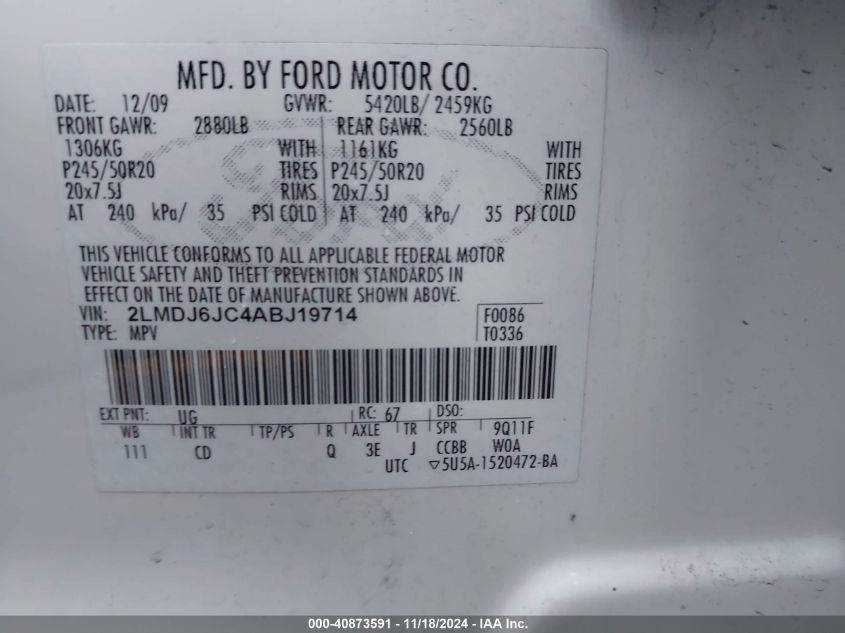 MFD. BY FORD MOTOR CO.
DATE: 12/09 GVWR: 5420LB/ 2459KG
FRONT GAWR: 2880LB REAR GAWR: 2560LB
1306KG WITH 1161KG WITH
P245/50R20 TIRES P245/50R20 TIRES
20x7.5J RIMS 20x7.5J RIMS
AT 240 kPa/ 35 PSI COLD AT 240 kPa/ 35 PSI COLD
THIS VEHICLE CONFORMS TO ALL APPLICABLE FEDERAL MOTOR
VEHICLE SAFETY AND THEFT PREVENTION STANDARDS IN
EFFECT ON THE DATE OF MANUFACTURE SHOWN ABOVE.
VIN: 2LMDJ6JC4ABJ19714 F0086
TYPE: MPV T0336
EXT PNT: UG RC: 67 DSO:
WB INT TR TP/PS R AXLE TR SPR 9Q11F
111 CD Q 3E J CCBB W0A
UTC ▽5U5A-1520472-BA
000-40873591 - 11/18/2024 - IAA Inc.